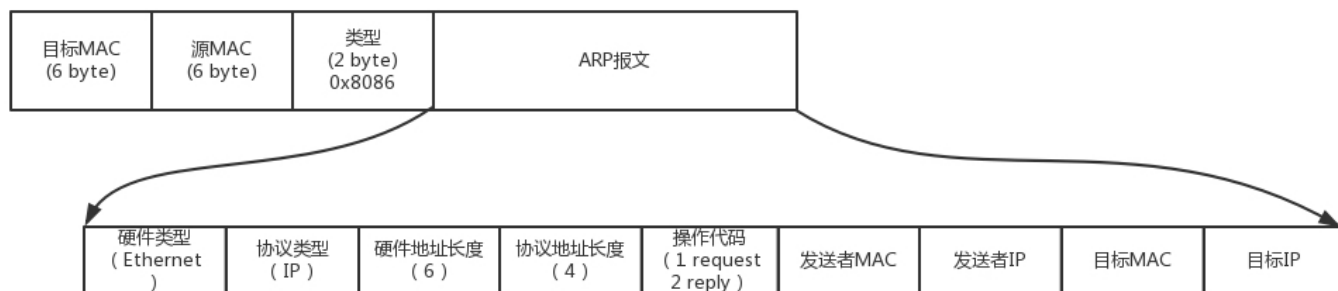 目标MAC
(6 byte)
源MAC
(6 byte)
类型
(2 byte)
0x8086
ARP报文
硬件类型
（Ethernet
）
协议类型
（IP）
硬件地址长度
（6）
协议地址长度
（4）
操作代码
（1 request
2 reply）
发送者MAC
发送者IP
目标MAC
目标IP